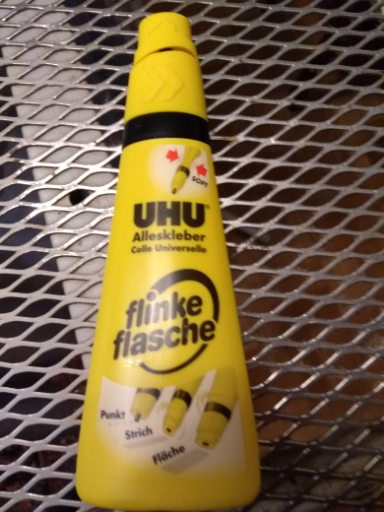 SOFT
UHU®
Alleskleber
Colle Universelle
flinke
flasche
Punkt
Strich
Fläche